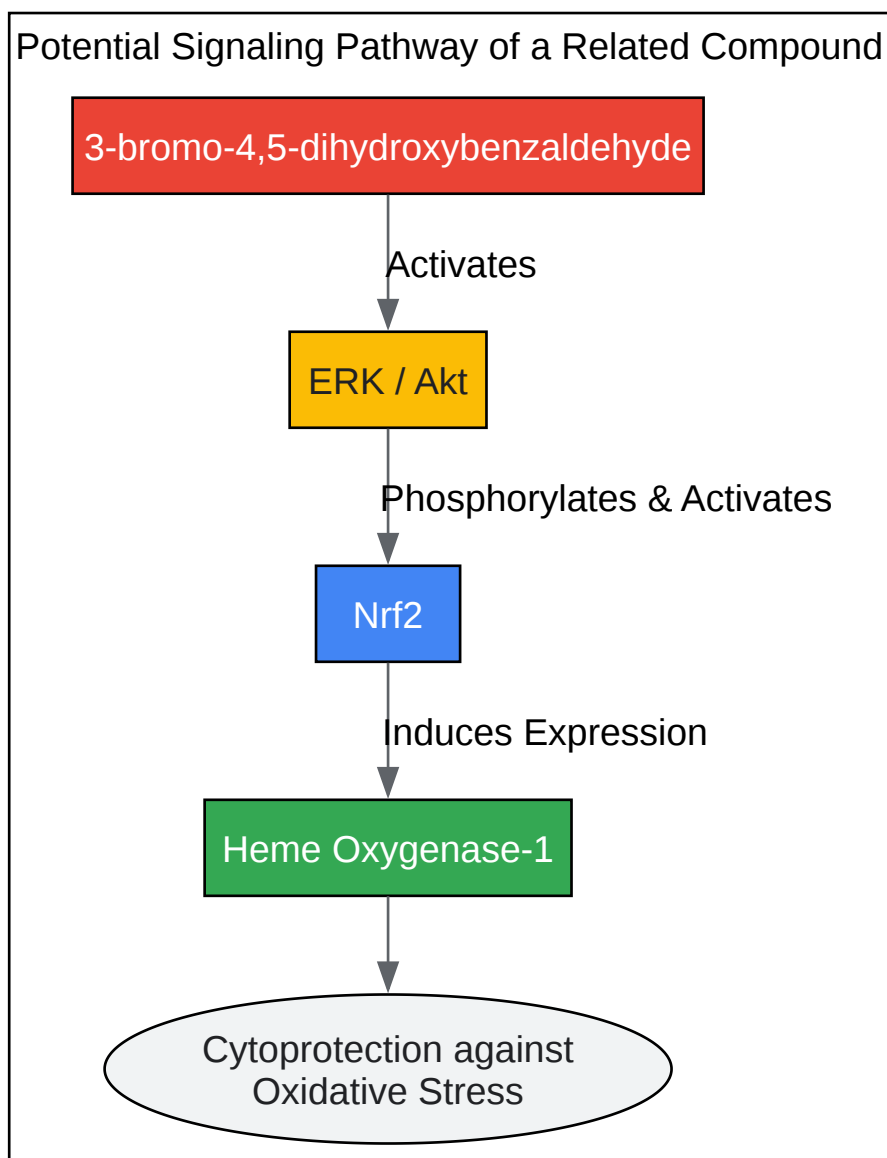 Potential Signaling Pathway of a Related Compound
3-bromo-4,5-dihydroxybenzaldehyde
Activates
ERK / Akt
Phosphorylates & Activates
Nrf2
Induces Expression
Heme Oxygenase-1
Cytoprotection against
Oxidative Stress